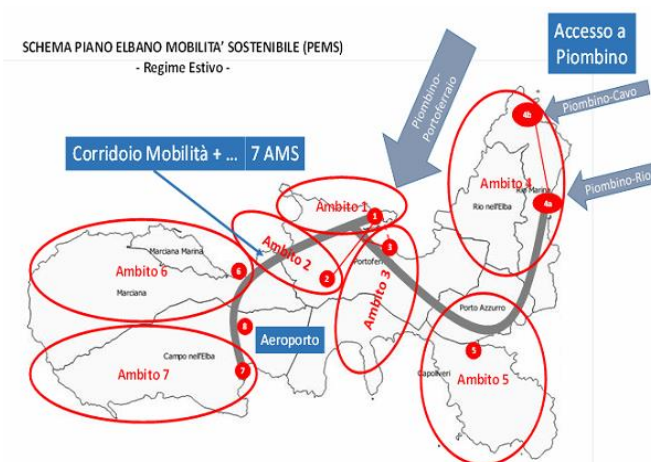 SCHEMA PIANO ELBANO MOBILITA' SOSTENIBILE (PEMS)
- Regime Estivo -
Accesso a
Piombino
Piombino-
Portoferraio
Piombino-Cavo
Piombino-Rio
Corridoio Mobilità + ... 7 AMS
4b
Ambito 4
Rio Marina
Rio nell'Elba
4a
Ambito 1
1
Ambito 2
2
3
Portoferr
Ambito 3
Marciana Marina
Ambito 6
6
Marciana
8
Aeroporto
Campo nell'Elba
7
Ambito 7
Porto Azzurro
5
Capoliveri
Ambito 5